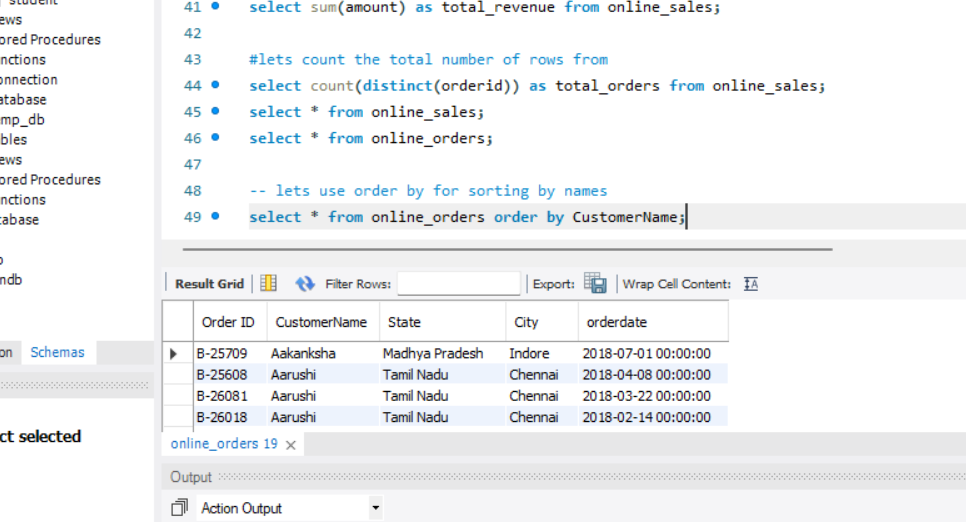 student
ews
ored Procedures
nctions
onnection
atabase
mp_db
bles
ews
ored Procedures
nctions
tabase
ndb
on Schemas
ct selected
41 select sum(amount) as total_revenue from online_sales;
42
43 #lets count the total number of rows from
44 select count(distinct(orderid)) as total_orders from online_sales;
45 select * from online_sales;
46 select * from online_orders;
47
48 -- lets use order by for sorting by names
49 select * from online_orders order by CustomerName;
Result Grid Filter Rows: Export: Wrap Cell Content: IA
Order ID CustomerName State City orderdate
B-25709 Aakanksha Madhya Pradesh Indore 2018-07-01 00:00:00
B-25608 Aarushi Tamil Nadu Chennai 2018-04-08 00:00:00
B-26081 Aarushi Tamil Nadu Chennai 2018-03-22 00:00:00
B-26018 Aarushi Tamil Nadu Chennai 2018-02-14 00:00:00
online_orders 19
Output
Action Output